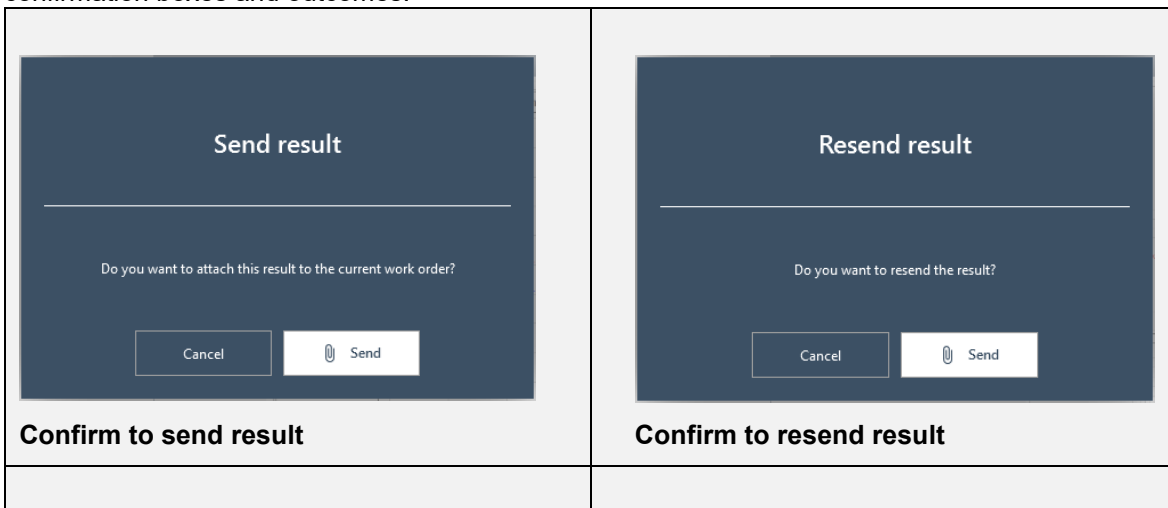 confirmation boxes and outcomes.
Send result
Do you want to attach this result to the current work order?
Cancel
Send
Confirm to send result
Resend result
Do you want to resend the result?
Cancel
Send
Confirm to resend result